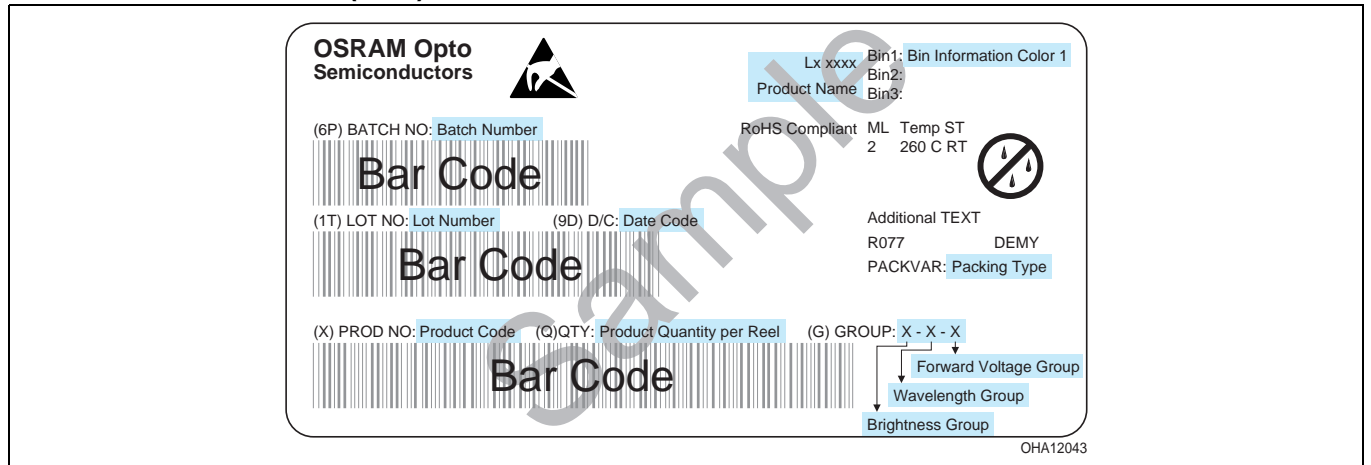 OSRAM Opto
Semiconductors
Lx xxxx
Product Name
Bin1: Bin Information Color 1
Bin2:
Bin3:
(6P) BATCH NO: Batch Number
Bar Code
RoHS Compliant
ML Temp ST
2 260 C RT
(1T) LOT NO: Lot Number (9D) D/C: Date Code
Bar Code
Additional TEXT
R077 DEMY
PACKVAR: Packing Type
(X) PROD NO: Product Code (Q)QTY: Product Quantity per Reel (G) GROUP: X - X - X
Bar Code
Forward Voltage Group
Wavelength Group
Brightness Group
Sample
OHA12043